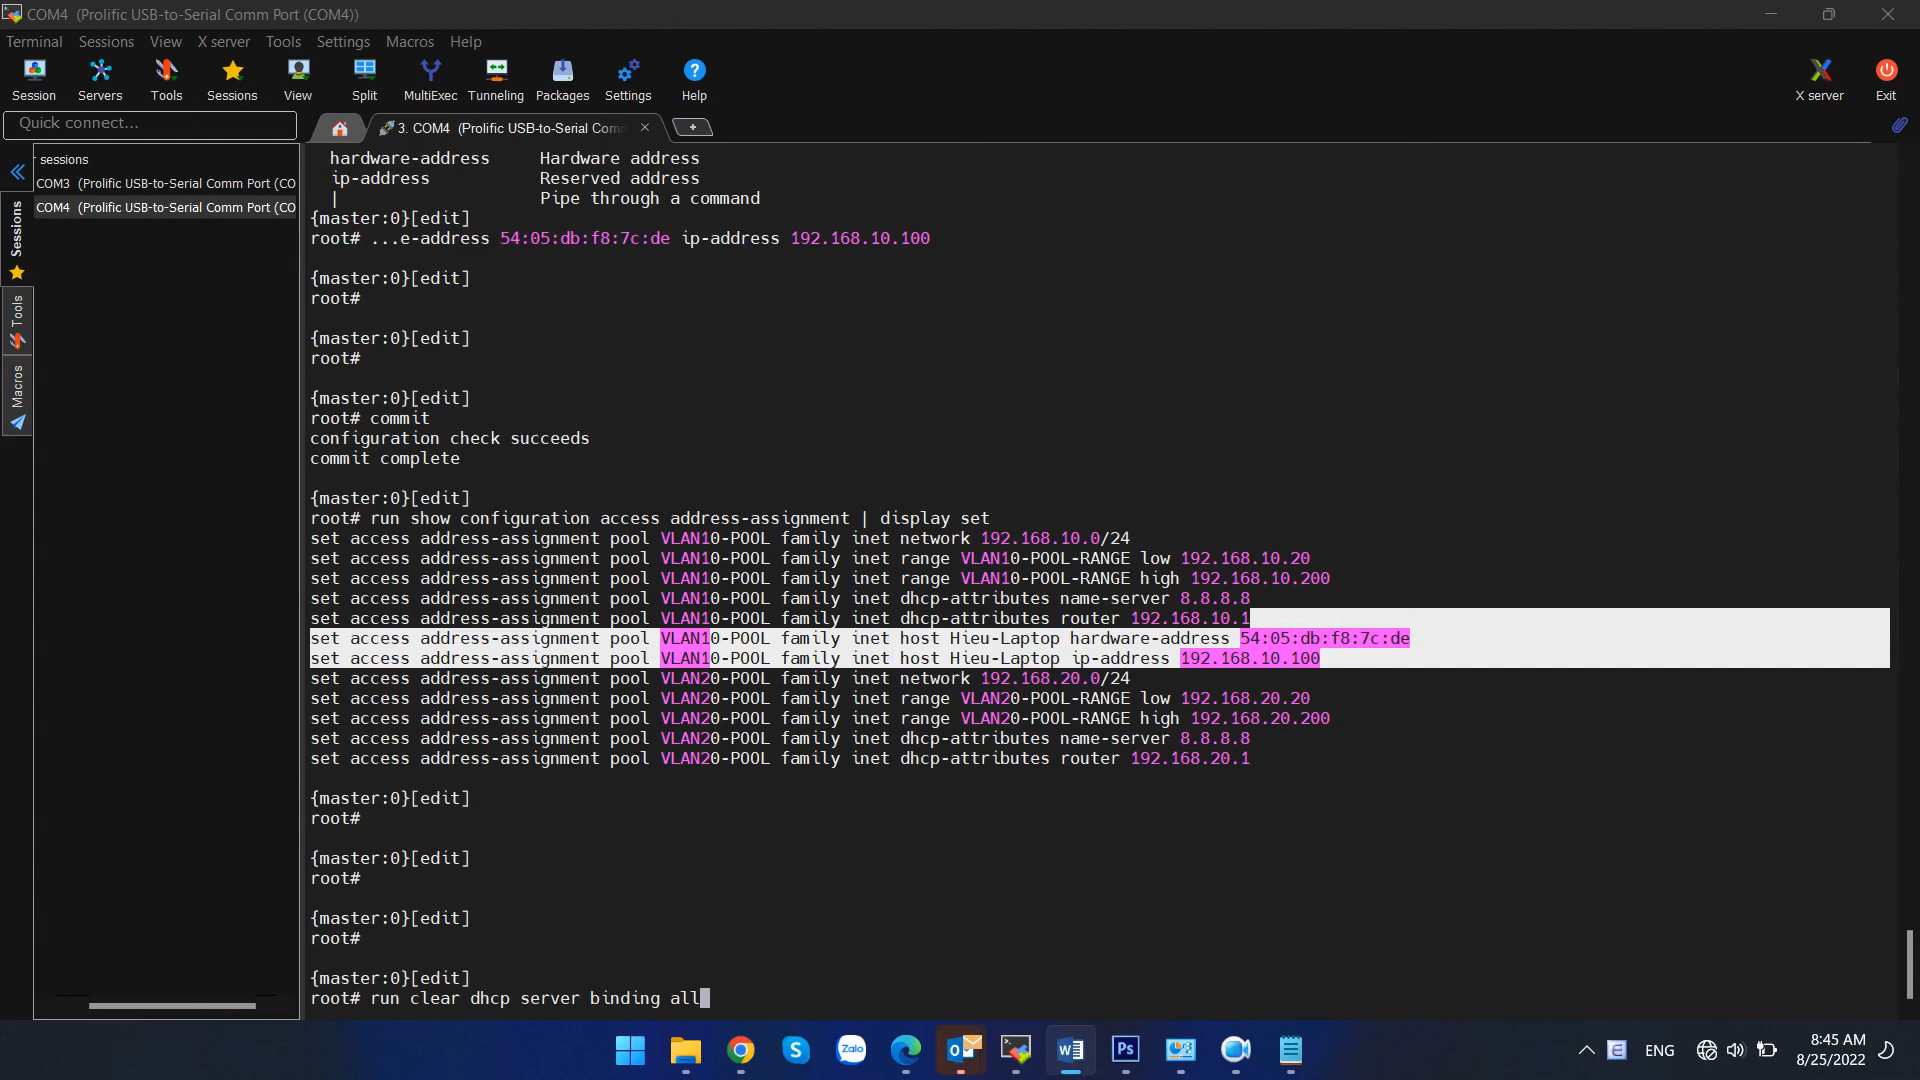 COM4  (Prolific USB-to-Serial Comm Port (COM4))
Terminal Sessions View X server Tools Settings Macros Help
Session Servers Tools Sessions View Split MultiExec Tunneling Packages Settings Help X server Exit
Quick connect...
3. COM4  (Prolific USB-to-Serial Com
sessions
COM3  (Prolific USB-to-Serial Comm Port (CO
COM4  (Prolific USB-to-Serial Comm Port (CO
Sessions
Tools
Macros
hardware-address     Hardware address
ip-address           Reserved address
|                    Pipe through a command
{master:0}[edit]
root# ...e-address 54:05:db:f8:7c:de ip-address 192.168.10.100
{master:0}[edit]
root#
{master:0}[edit]
root#
{master:0}[edit]
root# commit
configuration check succeeds
commit complete
{master:0}[edit]
root# run show configuration access address-assignment | display set
set access address-assignment pool VLAN10-POOL family inet network 192.168.10.0/24
set access address-assignment pool VLAN10-POOL family inet range VLAN10-POOL-RANGE low 192.168.10.20
set access address-assignment pool VLAN10-POOL family inet range VLAN10-POOL-RANGE high 192.168.10.200
set access address-assignment pool VLAN10-POOL family inet dhcp-attributes name-server 8.8.8.8
set access address-assignment pool VLAN10-POOL family inet dhcp-attributes router 192.168.10.1
set access address-assignment pool VLAN10-POOL family inet host Hieu-Laptop hardware-address 54:05:db:f8:7c:de
set access address-assignment pool VLAN10-POOL family inet host Hieu-Laptop ip-address 192.168.10.100
set access address-assignment pool VLAN20-POOL family inet network 192.168.20.0/24
set access address-assignment pool VLAN20-POOL family inet range VLAN20-POOL-RANGE low 192.168.20.20
set access address-assignment pool VLAN20-POOL family inet range VLAN20-POOL-RANGE high 192.168.20.200
set access address-assignment pool VLAN20-POOL family inet dhcp-attributes name-server 8.8.8.8
set access address-assignment pool VLAN20-POOL family inet dhcp-attributes router 192.168.20.1
{master:0}[edit]
root#
{master:0}[edit]
root#
{master:0}[edit]
root#
{master:0}[edit]
root# run clear dhcp server binding all
Zalo
ENG
8:45 AM
8/25/2022